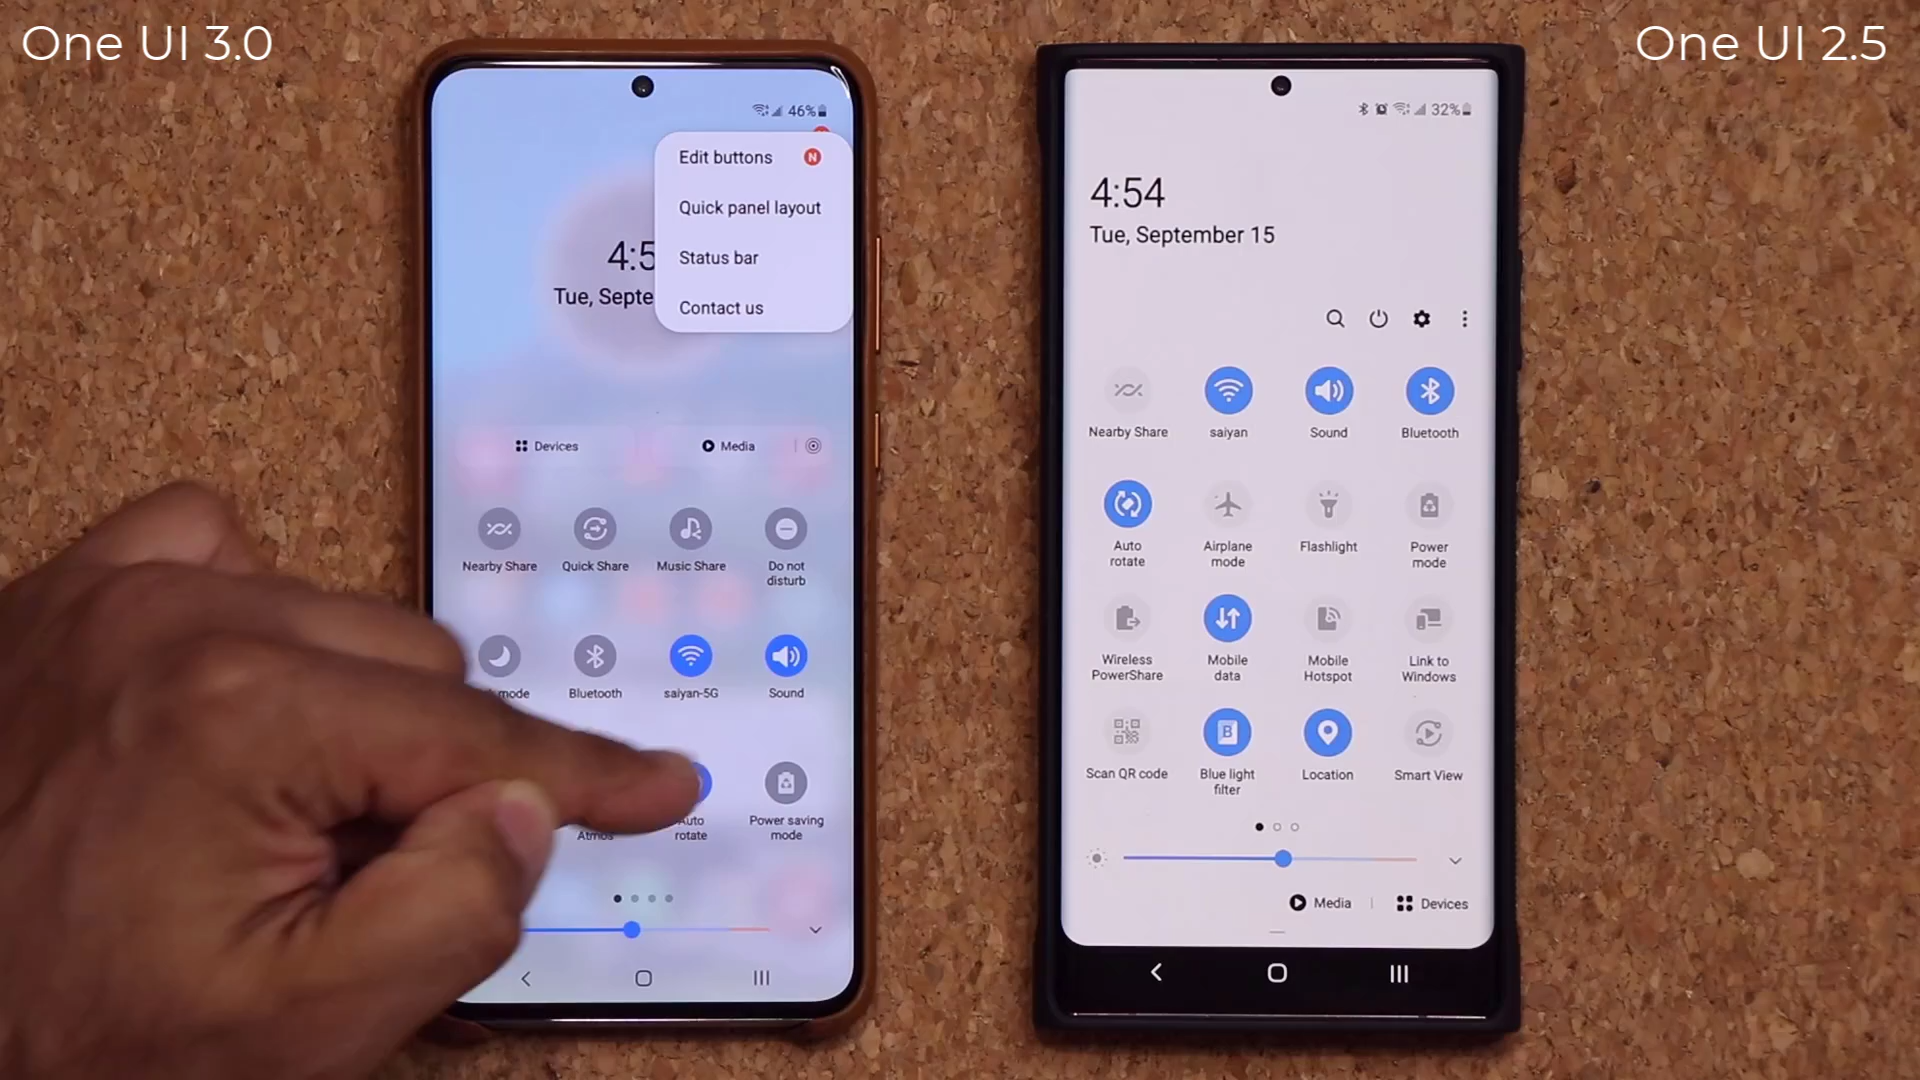 One UI 3.0
One UI 2.5
46%
Edit buttons N
Quick panel layout
Status bar
Contact us
4:5
Tue, Septe
Devices
Media
Nearby Share
Quick Share
Music Share
Do not
disturb
mode
Bluetooth
saiyan-5G
Sound
Atmos
Auto
rotate
Power saving
mode
32%
4:54
Tue, September 15
Nearby Share
saiyan
Sound
Bluetooth
Auto
rotate
Airplane
mode
Flashlight
Power
mode
Wireless
PowerShare
Mobile
data
Mobile
Hotspot
Link to
Windows
Scan QR code
B
Blue light
filter
Location
Smart View
Media
Devices